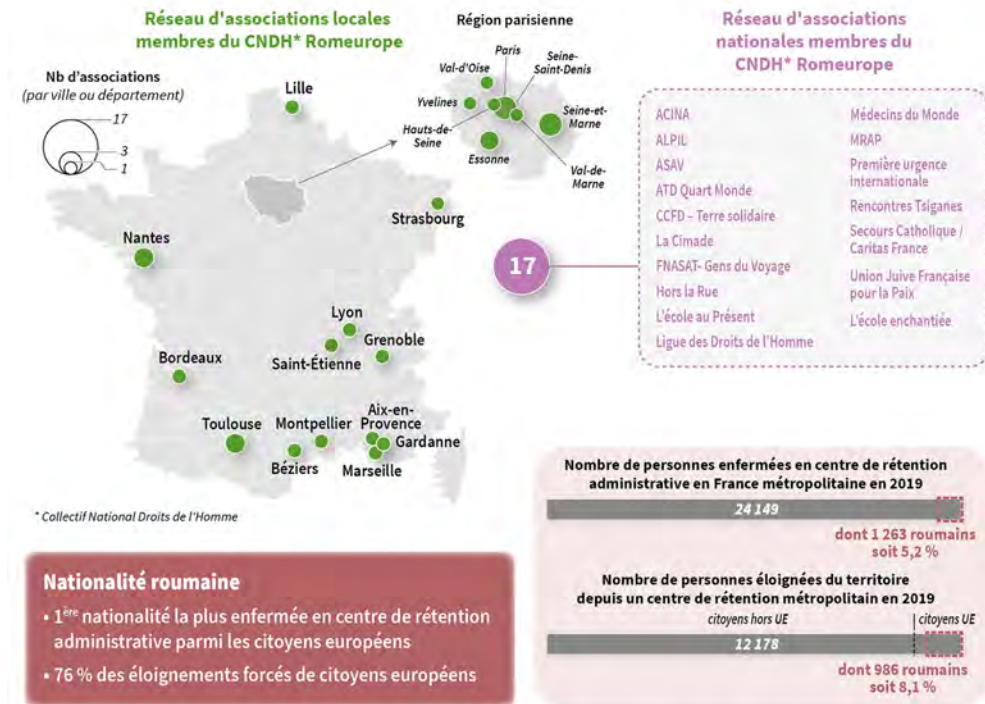 Réseau d'associations locales
membres du CNDH* Romeurope
Nb d'associations
(par ville ou département)
17
3
1
Lille
Strasbourg
Nantes
Lyon
Grenoble
Saint-Étienne
Bordeaux
Toulouse
Montpellier
Aix-en-
Provence
Gardanne
Béziers
Marseille
* Collectif National Droits de l'Homme
Région parisienne
Paris
Val-d'Oise
Seine-
Saint-Denis
Yvelines
Seine-et-
Marne
Hauts-de-
Seine
Essonne
Val-de-
Marne
Réseau d'associations
nationales membres du
CNDH* Romeurope
17
ACINA
ALPIL
ASAV
ATD Quart Monde
CCFD – Terre solidaire
La Cimade
FNASAT- Gens du Voyage
Hors la Rue
L'école au Présent
Ligue des Droits de l'Homme
Médecins du Monde
MRAP
Première urgence
internationale
Rencontres Tsiganes
Secours Catholique /
Caritas France
Union Juive Française
pour la Paix
L'école enchantiée
Nationalité roumaine
• 1ère nationalité la plus enfermée en centre de rétention
administrative parmi les citoyens européens
• 76 % des éloignements forcés de citoyens européens
Nombre de personnes enfermées en centre de rétention
administrative en France métropolitaine en 2019
24 149
dont 1 263 roumains
soit 5,2 %
Nombre de personnes éloignées du territoire
depuis un centre de rétention métropolitain en 2019
citoyens hors UE
citoyens UE
12 178
dont 986 roumains
soit 8,1 %